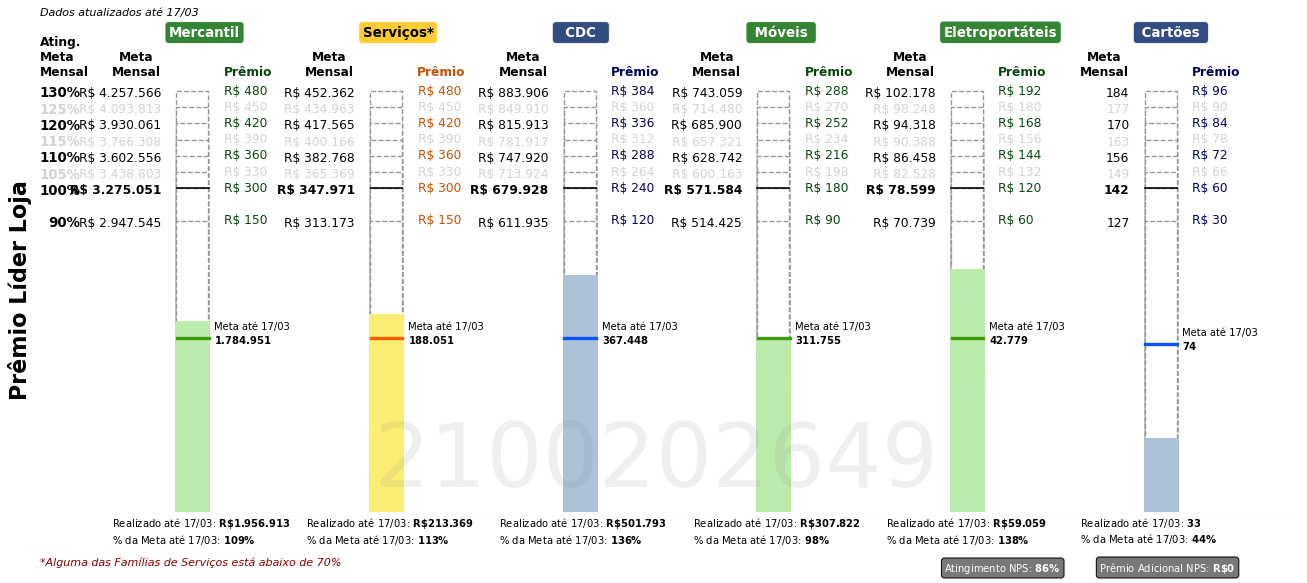 Dados atualizados até 17/03
Mercantil Serviços* CDC Móveis Eletroportáteis Cartões
Ating. Meta Mensal
Meta Mensal Prêmio Meta Mensal Prêmio Meta Mensal Prêmio Meta Mensal Prêmio Meta Mensal Prêmio Meta Mensal Prêmio
130% R$ 4.257.566 R$ 480 R$ 452.362 R$ 480 R$ 883.906 R$ 384 R$ 743.059 R$ 288 R$ 102.178 R$ 192 184 R$ 96
125% R$ 4.093.813 R$ 450 R$ 434.963 R$ 450 R$ 849.910 R$ 360 R$ 714.480 R$ 270 R$ 98.248 R$ 180 177 R$ 90
120% R$ 3.930.061 R$ 420 R$ 417.565 R$ 420 R$ 815.913 R$ 336 R$ 685.900 R$ 252 R$ 94.318 R$ 168 170 R$ 84
115% R$ 3.766.308 R$ 390 R$ 400.166 R$ 390 R$ 781.917 R$ 312 R$ 657.321 R$ 234 R$ 90.388 R$ 156 163 R$ 78
110% R$ 3.602.556 R$ 360 R$ 382.768 R$ 360 R$ 747.920 R$ 288 R$ 628.742 R$ 216 R$ 86.458 R$ 144 156 R$ 72
105% R$ 3.438.803 R$ 330 R$ 365.369 R$ 330 R$ 713.924 R$ 264 R$ 600.163 R$ 198 R$ 82.528 R$ 132 149 R$ 66
100% R$ 3.275.051 R$ 300 R$ 347.971 R$ 300 R$ 679.928 R$ 240 R$ 571.584 R$ 180 R$ 78.599 R$ 120 142 R$ 60
90% R$ 2.947.545 R$ 150 R$ 313.173 R$ 150 R$ 611.935 R$ 120 R$ 514.425 R$ 90 R$ 70.739 R$ 60 127 R$ 30
Prêmio Líder Loja
Meta até 17/03 Meta até 17/03 Meta até 17/03 Meta até 17/03 Meta até 17/03 Meta até 17/03
1.784.951 188.051 367.448 311.755 42.779 74
2100202649
Realizado até 17/03: R$1.956.913 Realizado até 17/03: R$213.369 Realizado até 17/03: R$501.793 Realizado até 17/03: R$307.822 Realizado até 17/03: R$59.059 Realizado até 17/03: 33
% da Meta até 17/03: 109% % da Meta até 17/03: 113% % da Meta até 17/03: 136% % da Meta até 17/03: 98% % da Meta até 17/03: 138% % da Meta até 17/03: 44%
*Alguma das Famílias de Serviços está abaixo de 70%
Atingimento NPS: 86% Prêmio Adicional NPS: R$0